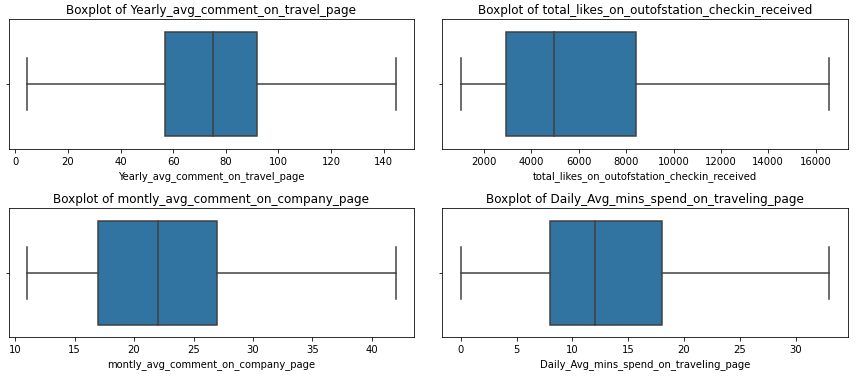 Boxplot of Yearly_avg_comment_on_travel_page
0 20 40 60 80 100 120 140
Yearly_avg_comment_on_travel_page
Boxplot of total_likes_on_outofstation_checkin_received
2000 4000 6000 8000 10000 12000 14000 16000
total_likes_on_outofstation_checkin_received
Boxplot of montly_avg_comment_on_company_page
10 15 20 25 30 35 40
montly_avg_comment_on_company_page
Boxplot of Daily_Avg_mins_spend_on_traveling_page
0 5 10 15 20 25 30
Daily_Avg_mins_spend_on_traveling_page